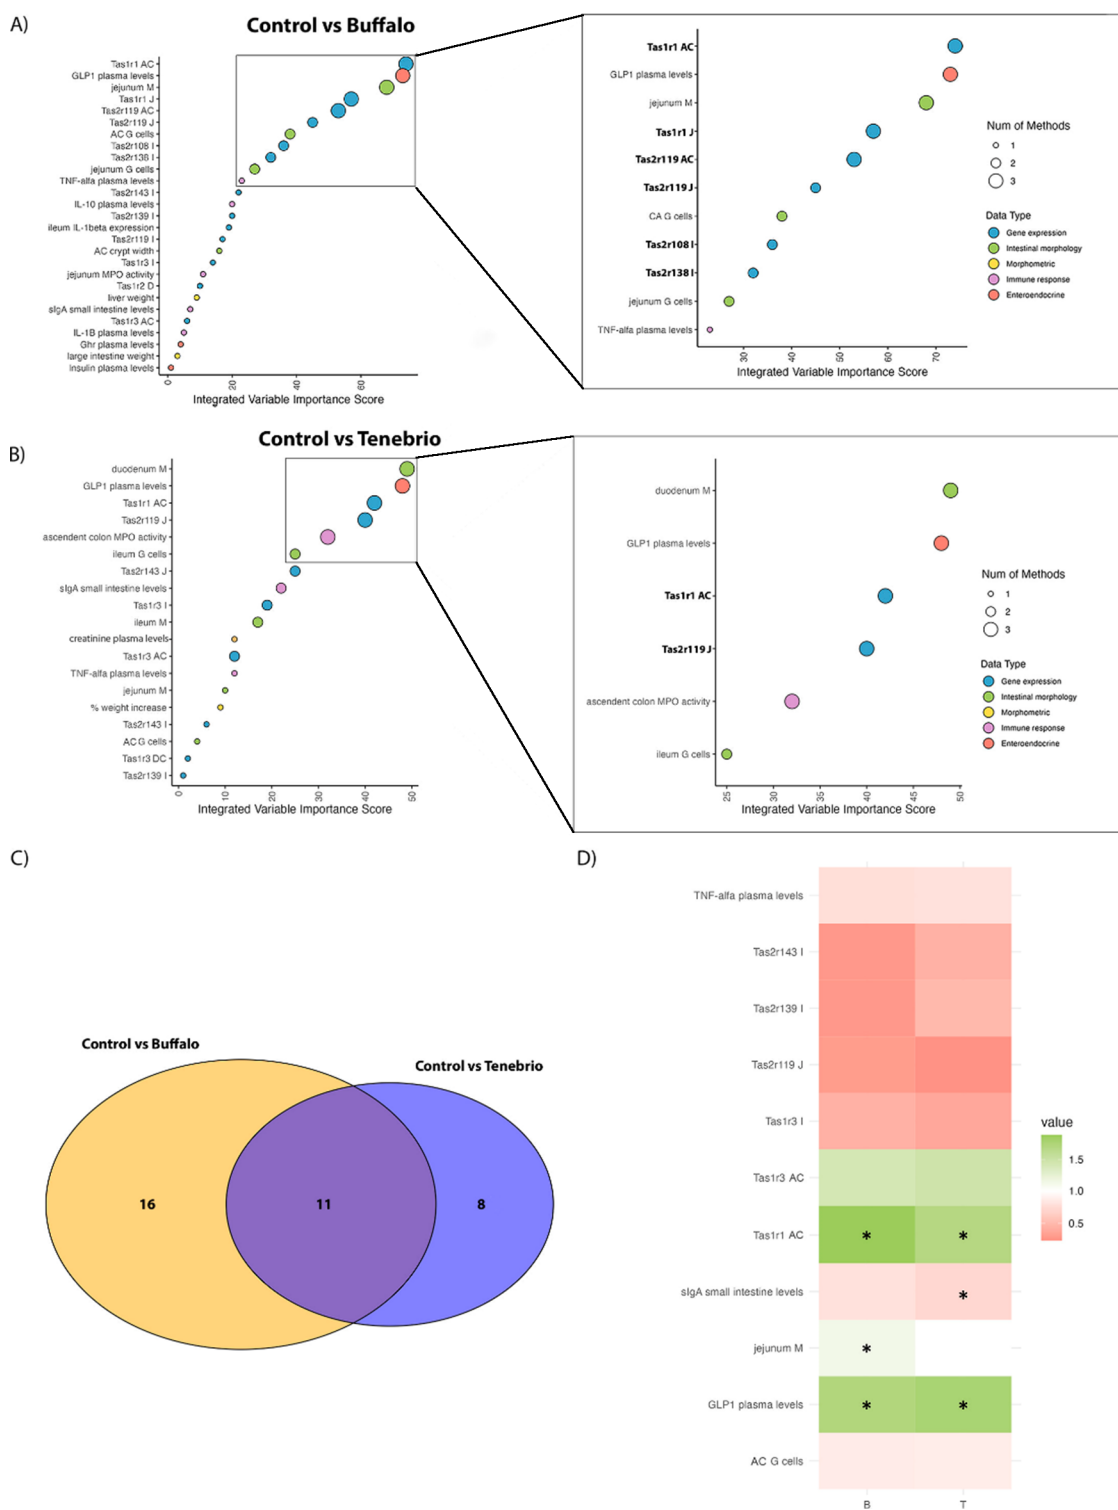 A)
Control vs Buffalo
Tas1r1 AC
GLP1 plasma levels
jejunum M
Tas1r1 J
Tas2r119 AC
Tas2r119 J
AC G cells
Tas2r108 I
Tas2r138 I
jejunum G cells
TNF-alfa plasma levels
Tas2r143 I
IL-10 plasma levels
Tas2r139 I
ileum IL-1beta expression
Tas2r119 I
AC crypt width
Tas1r3 I
jejunum MPO activity
Tas1r2 D
liver weight
sIgA small intestine levels
Tas1r3 AC
IL-1B plasma levels
Ghr plasma levels
large intestine weight
Insulin plasma levels
0 20 40 60
Integrated Variable Importance Score
Tas1r1 AC
GLP1 plasma levels
jejunum M
Tas1r1 J
Tas2r119 AC
Tas2r119 J
CA G cells
Tas2r108 I
Tas2r138 I
jejunum G cells
TNF-alfa plasma levels
30 40 50 60 70
Integrated Variable Importance Score
Num of Methods
1
2
3
Data Type
Gene expression
Intestinal morphology
Morphometric
Immune response
Enteroendocrine
B)
Control vs Tenebrio
duodenum M
GLP1 plasma levels
Tas1r1 AC
Tas2r119 J
ascendent colon MPO activity
ileum G cells
Tas2r143 J
sIgA small intestine levels
Tas1r3 I
ileum M
creatinine plasma levels
Tas1r3 AC
TNF-alfa plasma levels
jejunum M
% weight increase
Tas2r143 I
AC G cells
Tas1r3 DC
Tas2r139 I
0 10 20 30 40 50
Integrated Variable Importance Score
duodenum M
GLP1 plasma levels
Tas1r1 AC
Tas2r119 J
ascendent colon MPO activity
ileum G cells
25 30 35 40 45 50
Integrated Variable Importance Score
Num of Methods
1
2
3
Data Type
Gene expression
Intestinal morphology
Morphometric
Immune response
Enteroendocrine
C)
Control vs Buffalo
Control vs Tenebrio
16 11 8
D)
TNF-alfa plasma levels
Tas2r143 I
Tas2r139 I
Tas2r119 J
Tas1r3 I
Tas1r3 AC
Tas1r1 AC * *
sIgA small intestine levels *
jejunum M *
GLP1 plasma levels * *
AC G cells
B T
value
1.5
1.0
0.5